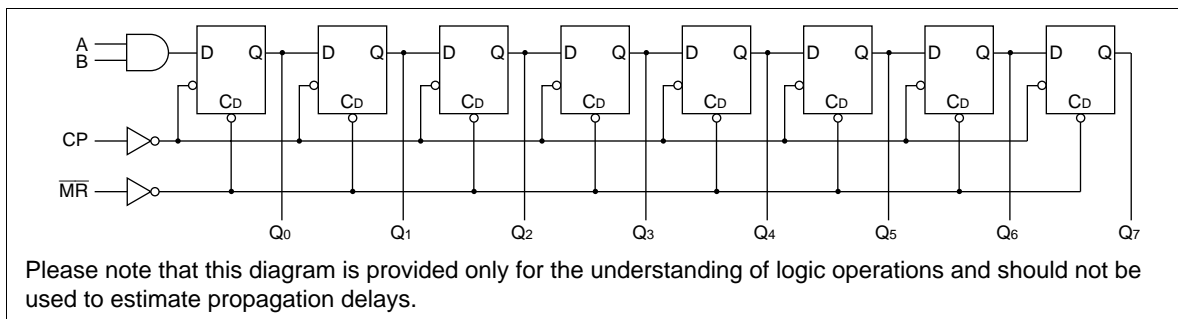 A
B
D Q D Q D Q D Q D Q D Q D Q D Q
CD CD CD CD CD CD CD CD
CP
MR
Q0 Q1 Q2 Q3 Q4 Q5 Q6 Q7
Please note that this diagram is provided only for the understanding of logic operations and should not be
used to estimate propagation delays.